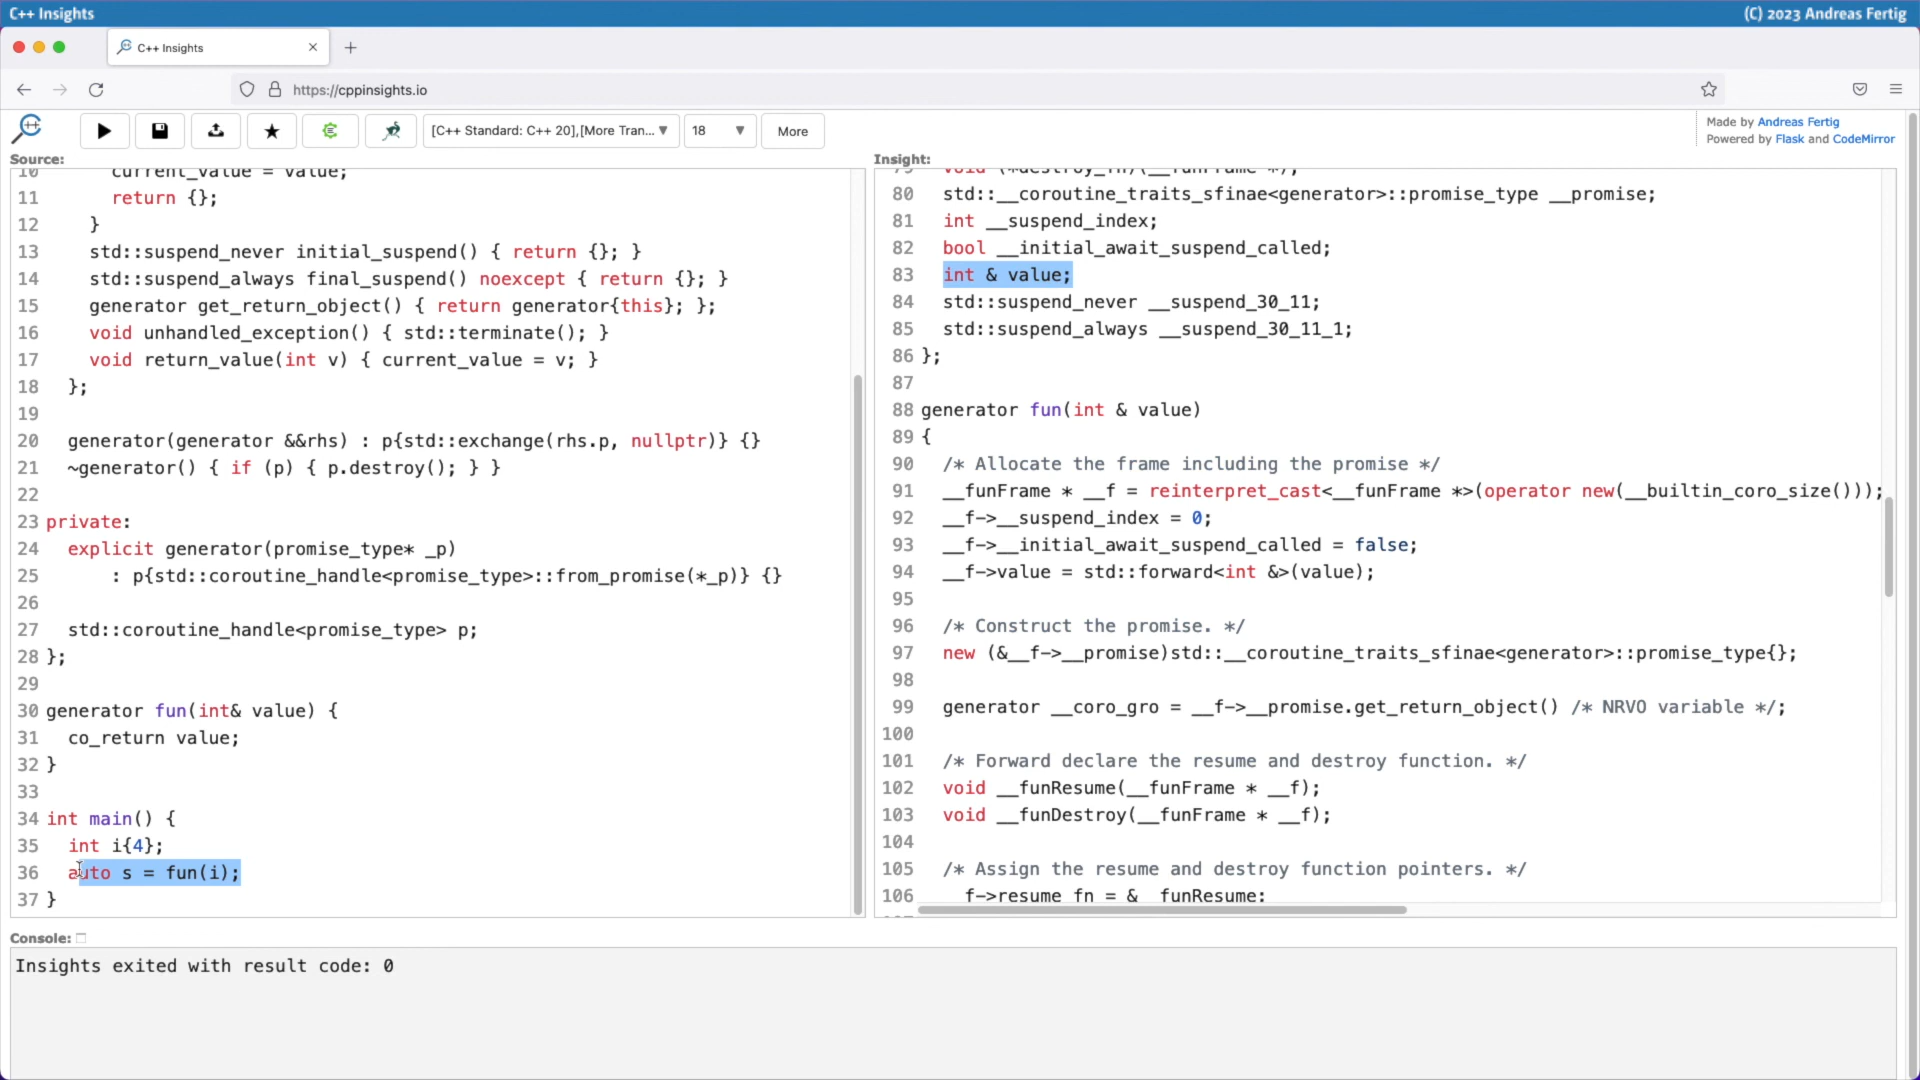 C++ Insights
(C) 2023 Andreas Fertig
C++ Insights
https://cppinsights.io
[C++ Standard: C++ 20],[More Tran...
18
More
Made by Andreas Fertig
Powered by Flask and CodeMirror
Source:
10 current_value = value;
11 return {};
12 }
13 std::suspend_never initial_suspend() { return {}; }
14 std::suspend_always final_suspend() noexcept { return {}; }
15 generator get_return_object() { return generator{this}; };
16 void unhandled_exception() { std::terminate(); }
17 void return_value(int v) { current_value = v; }
18 };
19
20 generator(generator &&rhs) : p{std::exchange(rhs.p, nullptr)} {}
21 ~generator() { if (p) { p.destroy(); } }
22
23 private:
24 explicit generator(promise_type* _p)
25 : p{std::coroutine_handle<promise_type>::from_promise(*_p)} {}
26
27 std::coroutine_handle<promise_type> p;
28 };
29
30 generator fun(int& value) {
31 co_return value;
32 }
33
34 int main() {
35 int i{4};
36 auto s = fun(i);
37 }
Insight:
79 void (*destroy_fn)(__funFrame *);
80 std::__coroutine_traits_sfinae<generator>::promise_type __promise;
81 int __suspend_index;
82 bool __initial_await_suspend_called;
83 int & value;
84 std::suspend_never __suspend_30_11;
85 std::suspend_always __suspend_30_11_1;
86 };
87
88 generator fun(int & value)
89 {
90 /* Allocate the frame including the promise */
91 __funFrame * __f = reinterpret_cast<__funFrame *>(operator new(__builtin_coro_size()));
92 __f->__suspend_index = 0;
93 __f->__initial_await_suspend_called = false;
94 __f->value = std::forward<int &>(value);
95
96 /* Construct the promise. */
97 new (&__f->__promise)std::__coroutine_traits_sfinae<generator>::promise_type{};
98
99 generator __coro_gro = __f->__promise.get_return_object() /* NRVO variable */;
100
101 /* Forward declare the resume and destroy function. */
102 void __funResume(__funFrame * __f);
103 void __funDestroy(__funFrame * __f);
104
105 /* Assign the resume and destroy function pointers. */
106 __f->resume_fn = &__funResume;
Console:
Insights exited with result code: 0